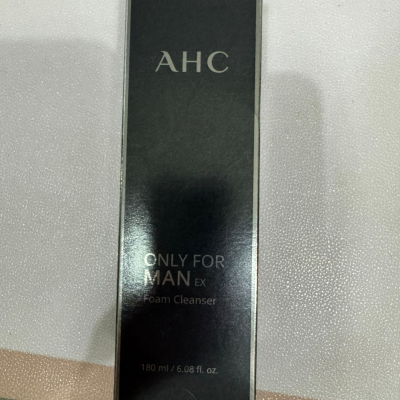 AHC
ONLY FOR
MAN EX
Foam Cleanser
180 ml / 6.08 fl. oz.